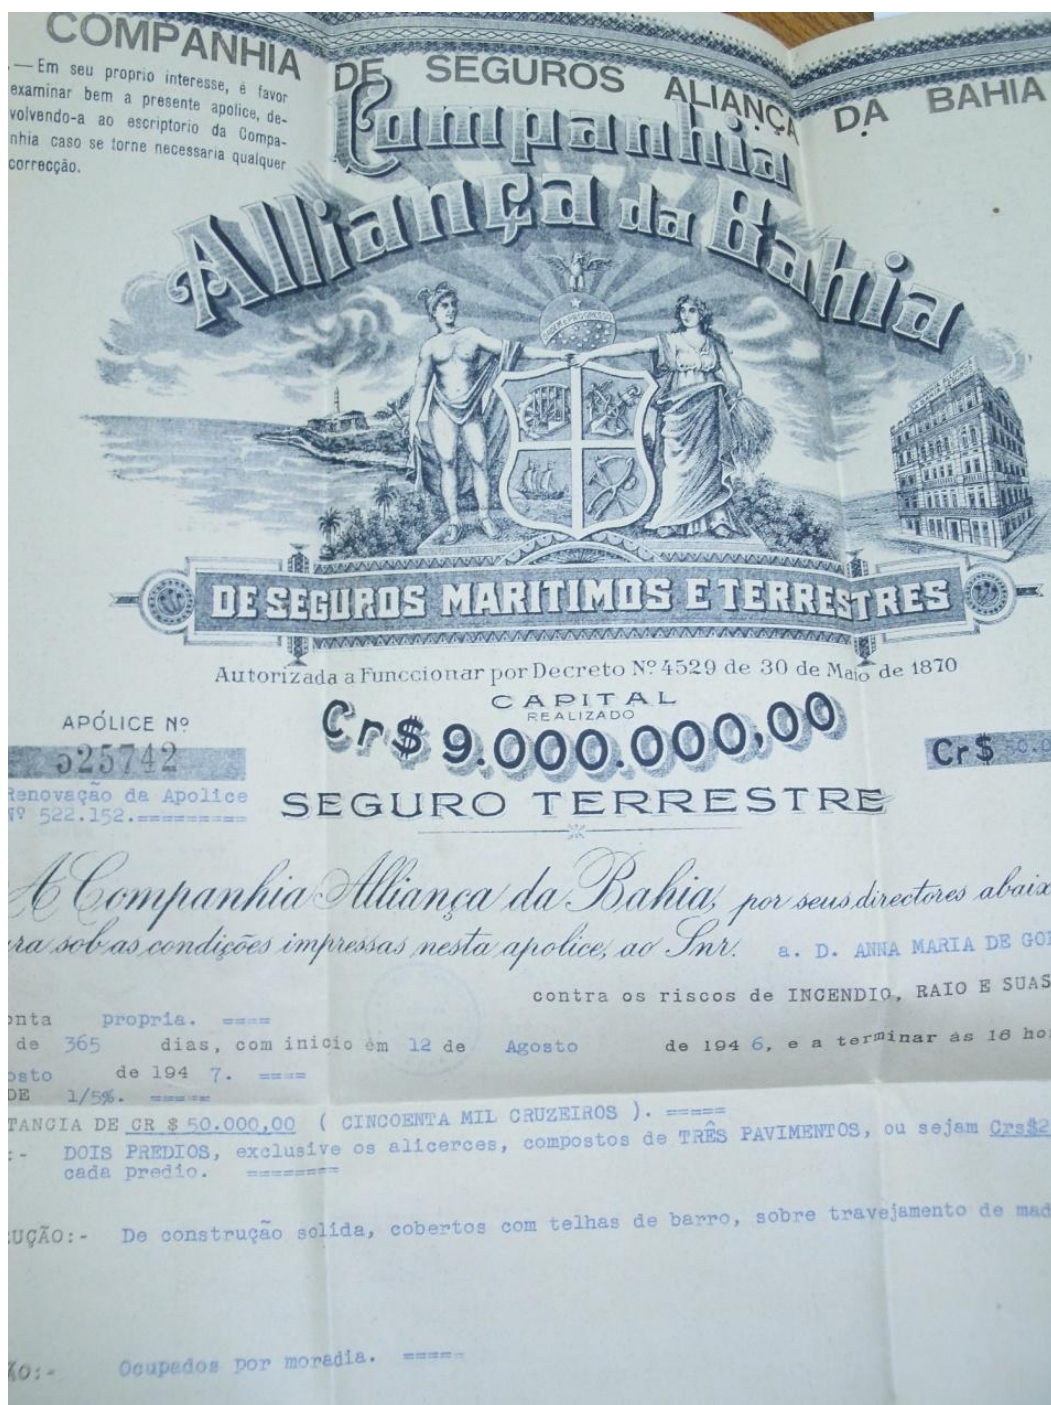 COMPANHIA DE SEGUROS ALIANÇA DA BAHIA
.— Em seu proprio interesse, é favor
examinar bem a presente apolice, de-
volvendo-a ao escriptorio da Compa-
nhia caso se torne necessaria qualquer
correcção.
Companhia
Alliança da Bahia
ORDEM E PROGRESSO
DE SEGUROS MARITIMOS E TERRESTRES
Autorizada a Funccionar por Decreto Nº 4529 de 30 de Maio de 1870
CAPITAL
REALIZADO
Cr$ 9.000.000,00
APÓLICE Nº
525742
Cr$ 50.0
Renovação da Apolice
Nº 522.152.=========
SEGURO TERRESTRE
A Companhia Alliança da Bahia, por seus directores abaix
ra sób as condições impressas nesta apolice, ao Snr. a. D. ANNA MARIA DE
contra os riscos de INCENDIO, RAIO E SUAS
onta propria. ====
de 365 dias, com inicio em 12 de Agosto de 194 6, e a terminar ás 16 ho
osto de 194 7. ====
DE 1/5%. =====
TANCIA DE CR $ 50.000,00 ( CINCOENTA MIL CRUZEIROS ). =====
:- DOIS PREDIOS, exclusive os alicerces, compostos de TRÊS PAVIMENTOS, ou sejam Crs$2
cada predio. ========
UÇÃO:- De construção solida, cobertos com telhas de barro, sobre travejamento de mad
ÃO:- Ocupados por moradia. =====